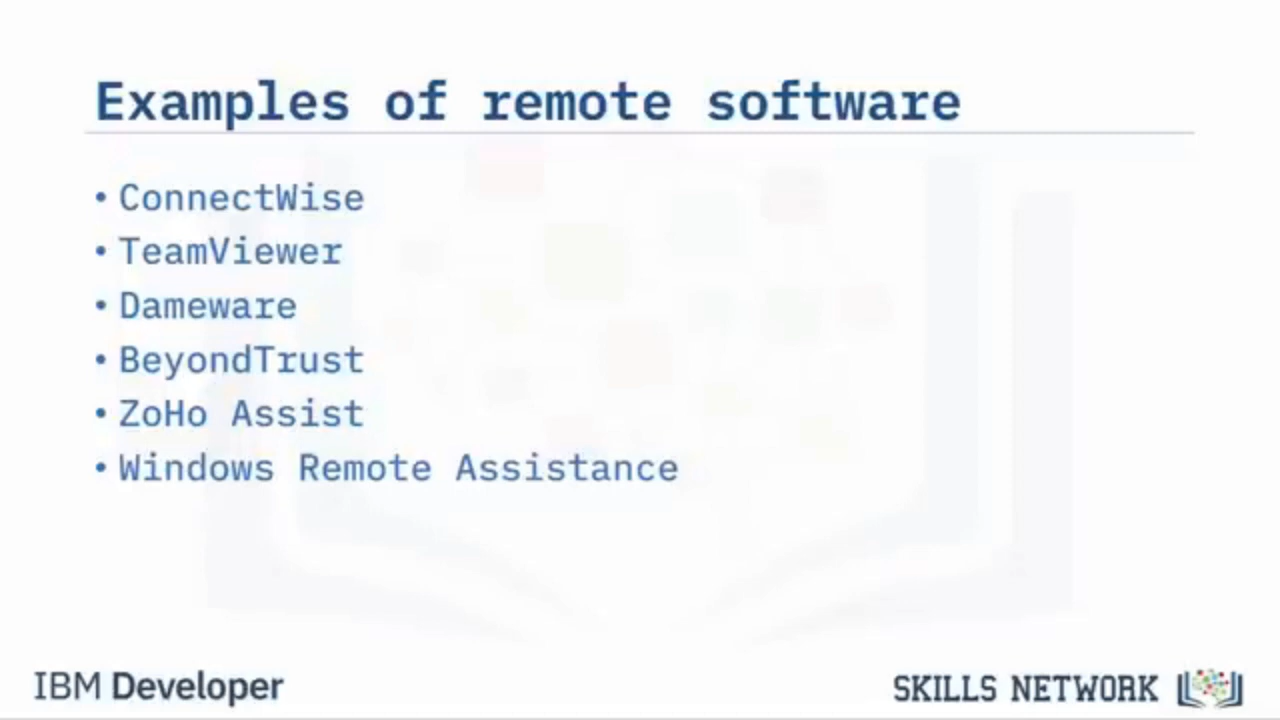 Examples of remote software
• ConnectWise
• TeamViewer
• Dameware
• BeyondTrust
• ZoHo Assist
• Windows Remote Assistance
IBM Developer
SKILLS NETWORK